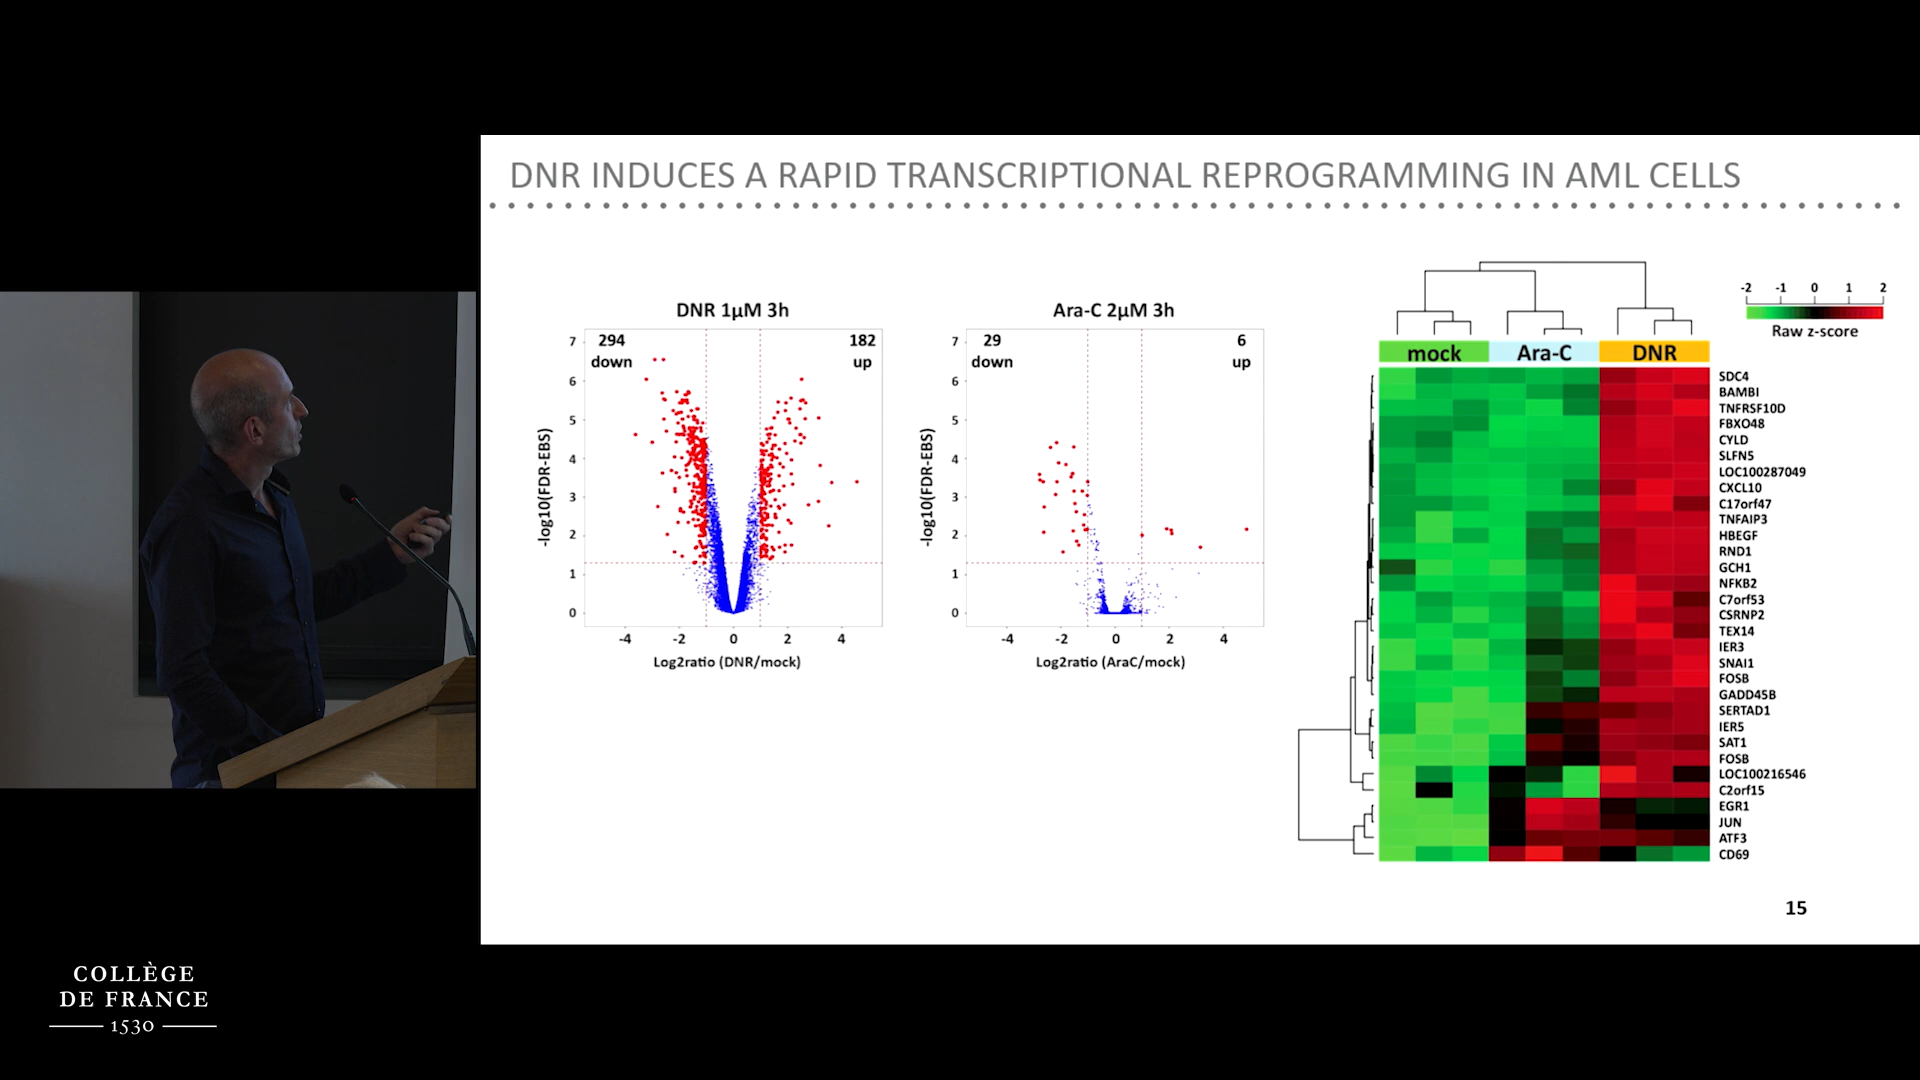 DNR INDUCES A RAPID TRANSCRIPTIONAL REPROGRAMMING IN AML CELLS
DNR 1µM 3h
294 down
182 up
7
6
5
4
3
2
1
0
-log10(FDR-EBS)
-4 -2 0 2 4
Log2ratio (DNR/mock)
Ara-C 2µM 3h
29 down
6 up
7
6
5
4
3
2
1
0
-log10(FDR-EBS)
-4 -2 0 2 4
Log2ratio (AraC/mock)
-2 -1 0 1 2
Raw z-score
mock Ara-C DNR
SDC4
BAMBI
TNFRSF10D
FBXO48
CYLD
SLFN5
LOC100287049
CXCL10
C17orf47
TNFAIP3
HBEGF
RND1
GCH1
NFKB2
C7orf53
CSRNP2
TEX14
IER3
SNAI1
FOSB
GADD45B
SERTAD1
IER5
SAT1
FOSB
LOC100216546
C2orf15
EGR1
JUN
ATF3
CD69
15
COLLÈGE
DE FRANCE
1530